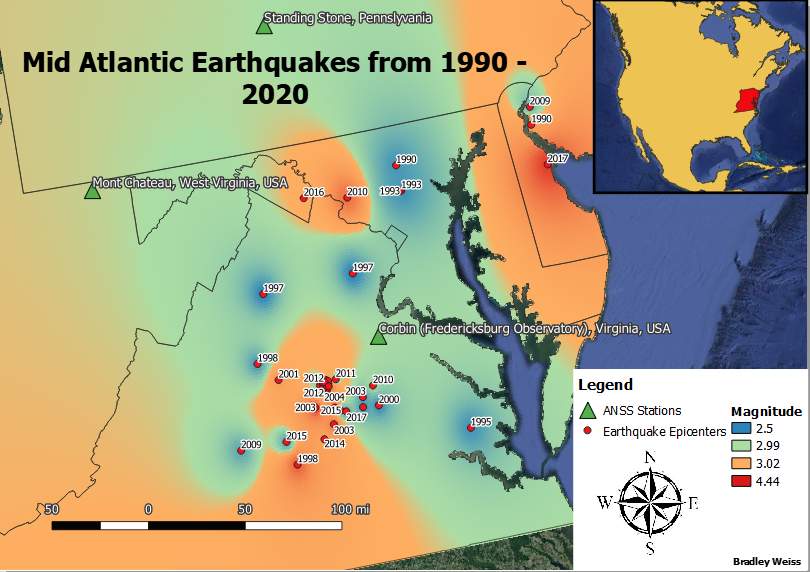 Standing Stone, Pennslyvania
Mid Atlantic Earthquakes from 1990 -
2020
2009
1990
1990
2017
Mont Chateau, West Virginia, USA
1993
1993
2016
2010
1997
1997
Corbin (Fredericksburg Observatory), Virginia, USA
1998
2001
2012
2011
2010
2012
2003
2004
2000
2003
2015
2017
1995
2003
2015
2014
2009
1998
50
0
50
100 mi
Legend
ANSS Stations
Earthquake Epicenters
Magnitude
2.5
2.99
3.02
4.44
N
W
E
S
Bradley Weiss